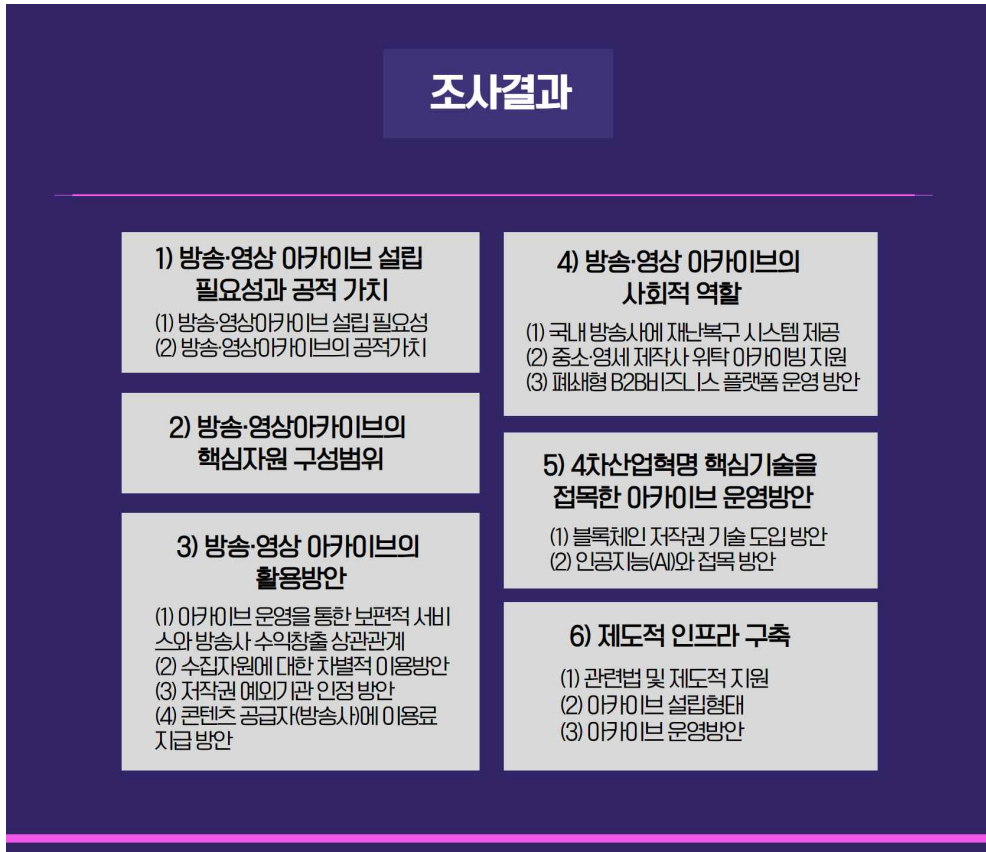 조사결과
1) 방송·영상 아카이브 설립
필요성과 공적 가치
(1) 방송·영상아카이브 설립 필요성
(2) 방송·영상아카이브의 공적가치
2) 방송·영상아카이브의
핵심자원 구성범위
3) 방송·영상 아카이브의
활용방안
(1) 아카이브 운영을 통한 보편적 서비
스와 방송사 수익창출 상관관계
(2) 수집자원에 대한 차별적 이용방안
(3) 저작권 예외기관 인정 방안
(4) 콘텐츠 공급자(방송사)에 이용료
지급 방안
4) 방송·영상 아카이브의
사회적 역할
(1) 국내 방송사에 재난복구 시스템 제공
(2) 중소·영세 제작사 위탁 아카이빙 지원
(3) 폐쇄형 B2B비즈니스 플랫폼 운영 방안
5) 4차산업혁명 핵심기술을
접목한 아카이브 운영방안
(1) 블록체인 저작권 기술 도입 방안
(2) 인공지능(AI)와 접목 방안
6) 제도적 인프라 구축
(1) 관련법 및 제도적 지원
(2) 아카이브 설립형태
(3) 아카이브 운영방안